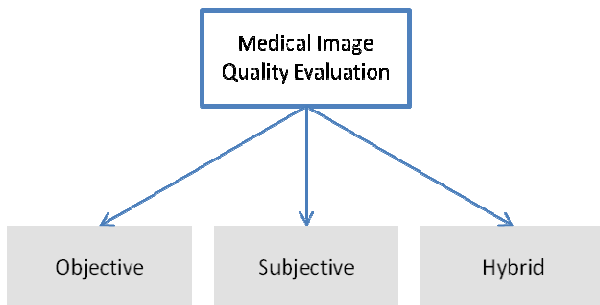 Medical Image
Quality Evaluation
Objective
Subjective
Hybrid